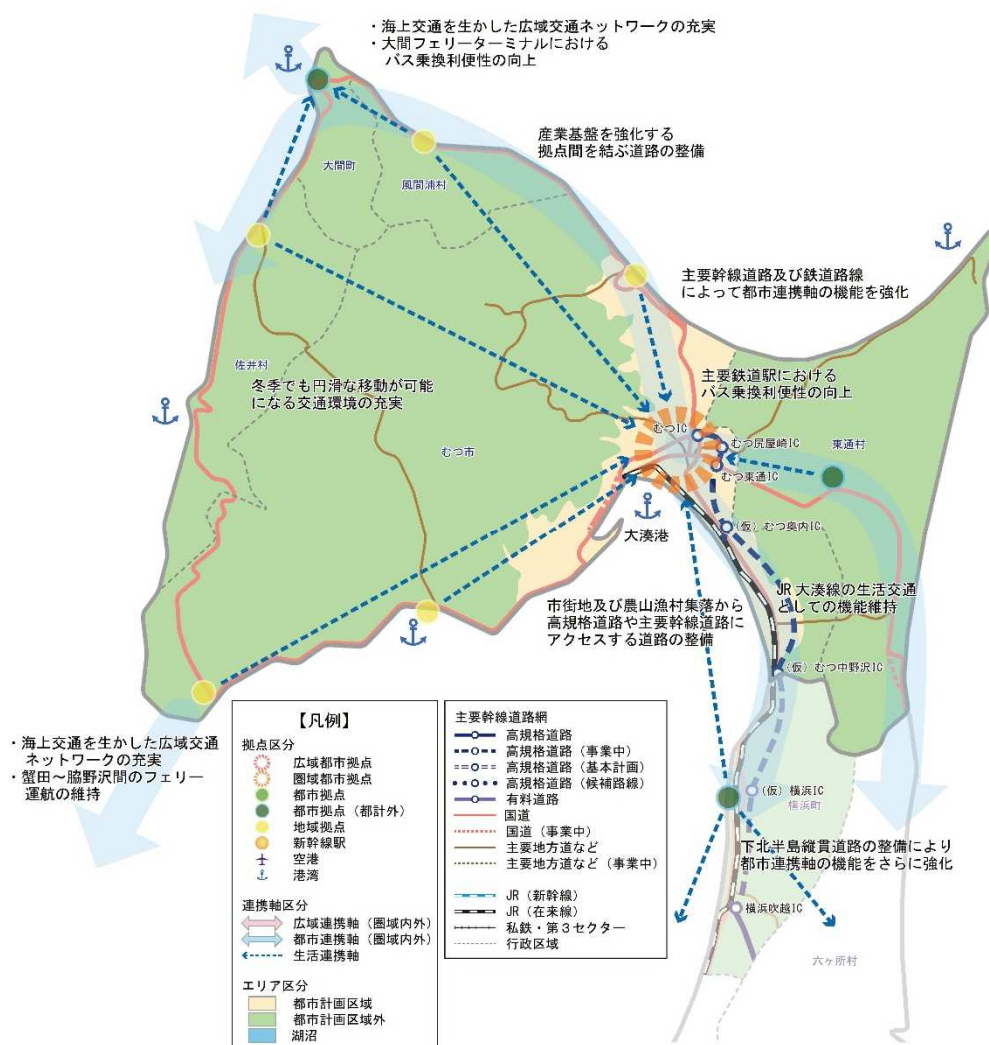 ・海上交通を生かした広域交通ネットワークの充実
・大間フェリーターミナルにおける
バス乗換利便性の向上
産業基盤を強化する
拠点間を結ぶ道路の整備
大間町
風間浦村
主要幹線道路及び鉄道路線
によって都市連携軸の機能を強化
佐井村
冬季でも円滑な移動が可能
になる交通環境の充実
主要鉄道駅における
バス乗換利便性の向上
むつ市
むつIC
むつ尻屋崎IC
東通村
むつ東通IC
大湊港
(仮)むつ奥内IC
JR大湊線の生活交通
としての機能維持
市街地及び農山漁村集落から
高規格道路や主要幹線道路に
アクセスする道路の整備
(仮)むつ中野沢IC
・海上交通を生かした広域交通
ネットワークの充実
・蟹田~脇野沢間のフェリー
運航の維持
(仮)横浜IC
横浜町
下北半島縦貫道路の整備により
都市連携軸の機能をさらに強化
横浜吹越IC
六ヶ所村
【凡例】
拠点区分
広域都市拠点
圏域都市拠点
都市拠点
都市拠点(都計外)
地域拠点
新幹線駅
空港
港湾
連携軸区分
広域連携軸(圏域内外)
都市連携軸(圏域内外)
生活連携軸
エリア区分
都市計画区域
都市計画区域外
湖沼
主要幹線道路網
高規格道路
高規格道路(事業中)
高規格道路(基本計画)
高規格道路(候補路線)
有料道路
国道
国道(事業中)
主要地方道など
主要地方道など(事業中)
JR(新幹線)
JR(在来線)
私鉄・第3セクター
行政区域